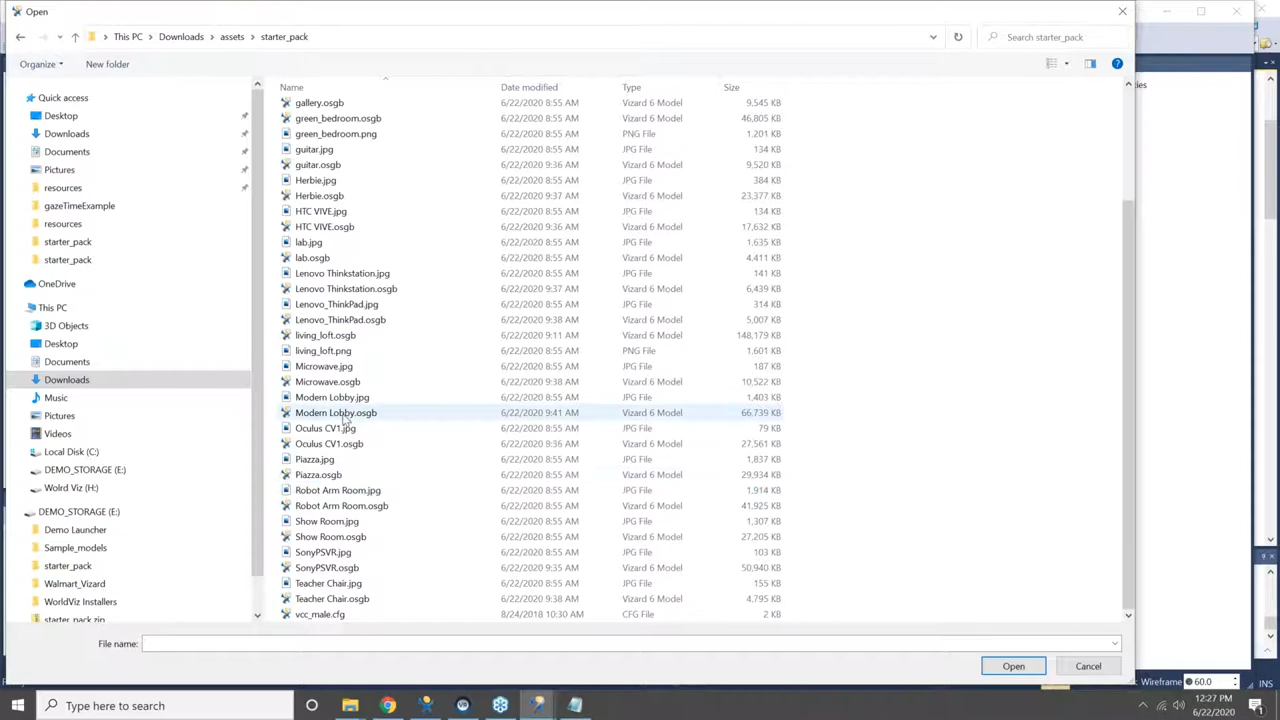 Open
This PC > Downloads > assets > starter_pack
Search starter_pack
Organize
New folder
Name Date modified Type Size
Quick access
Desktop
Downloads
Documents
Pictures
resources
gazeTimeExample
resources
starter_pack
starter_pack
OneDrive
This PC
3D Objects
Desktop
Documents
Downloads
Music
Pictures
Videos
Local Disk (C:)
DEMO_STORAGE (E:)
Wolrd Viz (H:)
DEMO_STORAGE (E:)
Demo Launcher
Sample_models
starter_pack
Walmart_Vizard
WorldViz Installers
starter_pack.zip
gallery.osgb 6/22/2020 8:55 AM Vizard 6 Model 9,545 KB
green_bedroom.osgb 6/22/2020 8:55 AM Vizard 6 Model 46,805 KB
green_bedroom.png 6/22/2020 8:55 AM PNG File 1,201 KB
guitar.jpg 6/22/2020 8:55 AM JPG File 134 KB
guitar.osgb 6/22/2020 9:36 AM Vizard 6 Model 9,520 KB
Herbie.jpg 6/22/2020 8:55 AM JPG File 384 KB
Herbie.osgb 6/22/2020 9:37 AM Vizard 6 Model 23,377 KB
HTC VIVE.jpg 6/22/2020 8:55 AM JPG File 134 KB
HTC VIVE.osgb 6/22/2020 9:36 AM Vizard 6 Model 17,632 KB
lab.jpg 6/22/2020 8:55 AM JPG File 1,635 KB
lab.osgb 6/22/2020 8:55 AM Vizard 6 Model 4,411 KB
Lenovo Thinkstation.jpg 6/22/2020 8:55 AM JPG File 141 KB
Lenovo Thinkstation.osgb 6/22/2020 9:37 AM Vizard 6 Model 6,439 KB
Lenovo_ThinkPad.jpg 6/22/2020 8:55 AM JPG File 314 KB
Lenovo_ThinkPad.osgb 6/22/2020 9:38 AM Vizard 6 Model 5,007 KB
living_loft.osgb 6/22/2020 9:11 AM Vizard 6 Model 148,179 KB
living_loft.png 6/22/2020 8:55 AM PNG File 1,601 KB
Microwave.jpg 6/22/2020 8:55 AM JPG File 187 KB
Microwave.osgb 6/22/2020 9:38 AM Vizard 6 Model 10,522 KB
Modern Lobby.jpg 6/22/2020 8:55 AM JPG File 1,403 KB
Modern Lobby.osgb 6/22/2020 9:41 AM Vizard 6 Model 66,739 KB
Oculus CV1.jpg 6/22/2020 8:55 AM JPG File 79 KB
Oculus CV1.osgb 6/22/2020 9:36 AM Vizard 6 Model 27,561 KB
Piazza.jpg 6/22/2020 8:55 AM JPG File 1,837 KB
Piazza.osgb 6/22/2020 8:55 AM Vizard 6 Model 29,934 KB
Robot Arm Room.jpg 6/22/2020 8:55 AM JPG File 1,914 KB
Robot Arm Room.osgb 6/22/2020 8:55 AM Vizard 6 Model 41,925 KB
Show Room.jpg 6/22/2020 8:55 AM JPG File 1,307 KB
Show Room.osgb 6/22/2020 8:55 AM Vizard 6 Model 27,205 KB
SonyPSVR.jpg 6/22/2020 8:55 AM JPG File 103 KB
SonyPSVR.osgb 6/22/2020 9:35 AM Vizard 6 Model 50,940 KB
Teacher Chair.jpg 6/22/2020 8:55 AM JPG File 155 KB
Teacher Chair.osgb 6/22/2020 9:38 AM Vizard 6 Model 4,795 KB
vcc_male.cfg 8/24/2018 10:30 AM CFG File 2 KB
File name:
Open
Cancel
Wireframe 60.0
INS
Type here to search
12:27 PM
6/22/2020